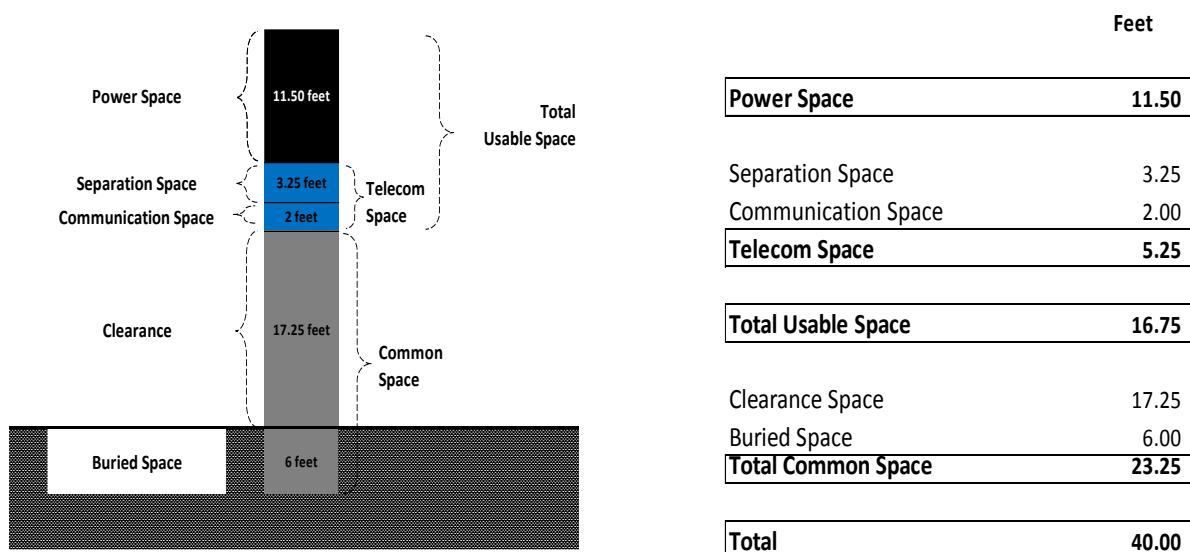 Power Space
11.50 feet
Total
Usable Space
Separation Space
3.25 feet
Telecom
Space
Communication Space
2 feet
Clearance
17.25 feet
Common
Space
Buried Space
6 feet
Feet
Power Space 11.50
Separation Space 3.25
Communication Space 2.00
Telecom Space 5.25
Total Usable Space 16.75
Clearance Space 17.25
Buried Space 6.00
Total Common Space 23.25
Total 40.00